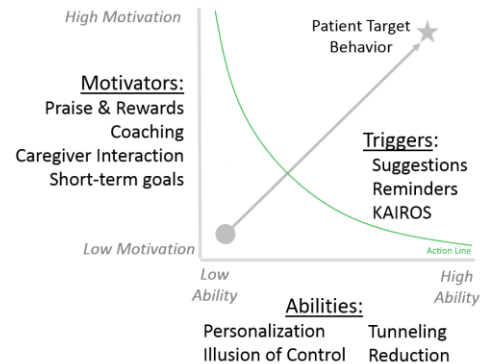 High Motivation
Patient Target
Behavior
Motivators:
Praise & Rewards
Coaching
Caregiver Interaction
Short-term goals
Triggers:
Suggestions
Reminders
KAIROS
Low Motivation
Action Line
Low
Ability
High
Ability
Abilities:
Personalization Tunneling
Illusion of Control Reduction